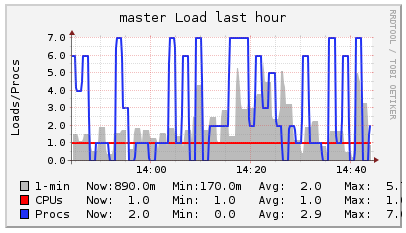 master Load last hour
RRDTOOL / TOBI OETIKER
Loads/Procs
7.0
6.0
5.0
4.0
3.0
2.0
1.0
0.0
14:00 14:20 14:40
1-min Now:890.0m Min:170.0m Avg: 2.0 Max: 5.
CPUs Now: 1.0 Min: 1.0 Avg: 1.0 Max: 1.
Procs Now: 2.0 Min: 0.0 Avg: 2.9 Max: 7.